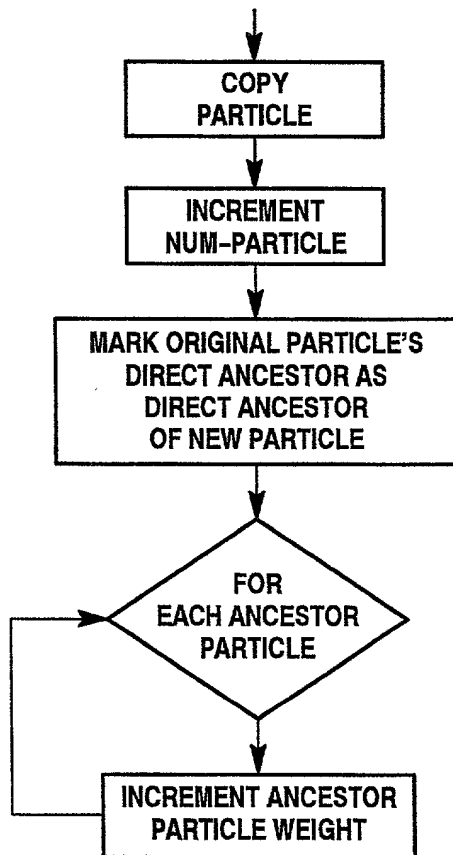 COPY
PARTICLE
INCREMENT
NUM-PARTICLE
MARK ORIGINAL PARTICLE'S
DIRECT ANCESTOR AS
DIRECT ANCESTOR
OF NEW PARTICLE
FOR
EACH ANCESTOR
PARTICLE
INCREMENT ANCESTOR
PARTICLE WEIGHT